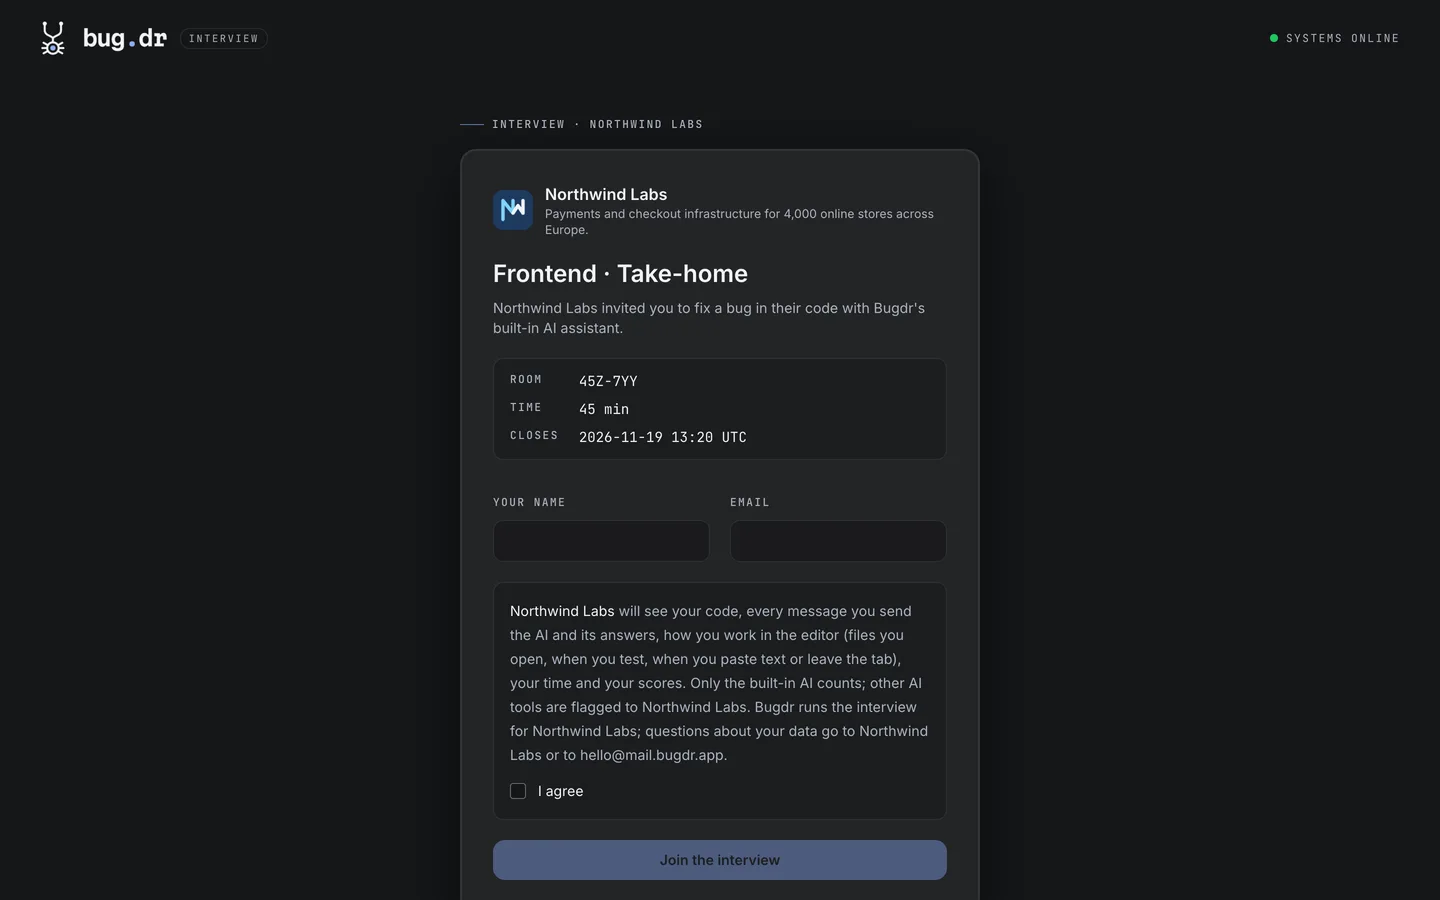 bug.dr INTERVIEW
SYSTEMS ONLINE
INTERVIEW · NORTHWIND LABS
Northwind Labs
Payments and checkout infrastructure for 4,000 online stores across
Europe.
Frontend · Take-home
Northwind Labs invited you to fix a bug in their code with Bugdr's
built-in AI assistant.
ROOM 45Z-7YY
TIME 45 min
CLOSES 2026-11-19 13:20 UTC
YOUR NAME
EMAIL
Northwind Labs will see your code, every message you send
the AI and its answers, how you work in the editor (files you
open, when you test, when you paste text or leave the tab),
your time and your scores. Only the built-in AI counts; other AI
tools are flagged to Northwind Labs. Bugdr runs the interview
for Northwind Labs; questions about your data go to Northwind
Labs or to hello@mail.bugdr.app.
I agree
Join the interview